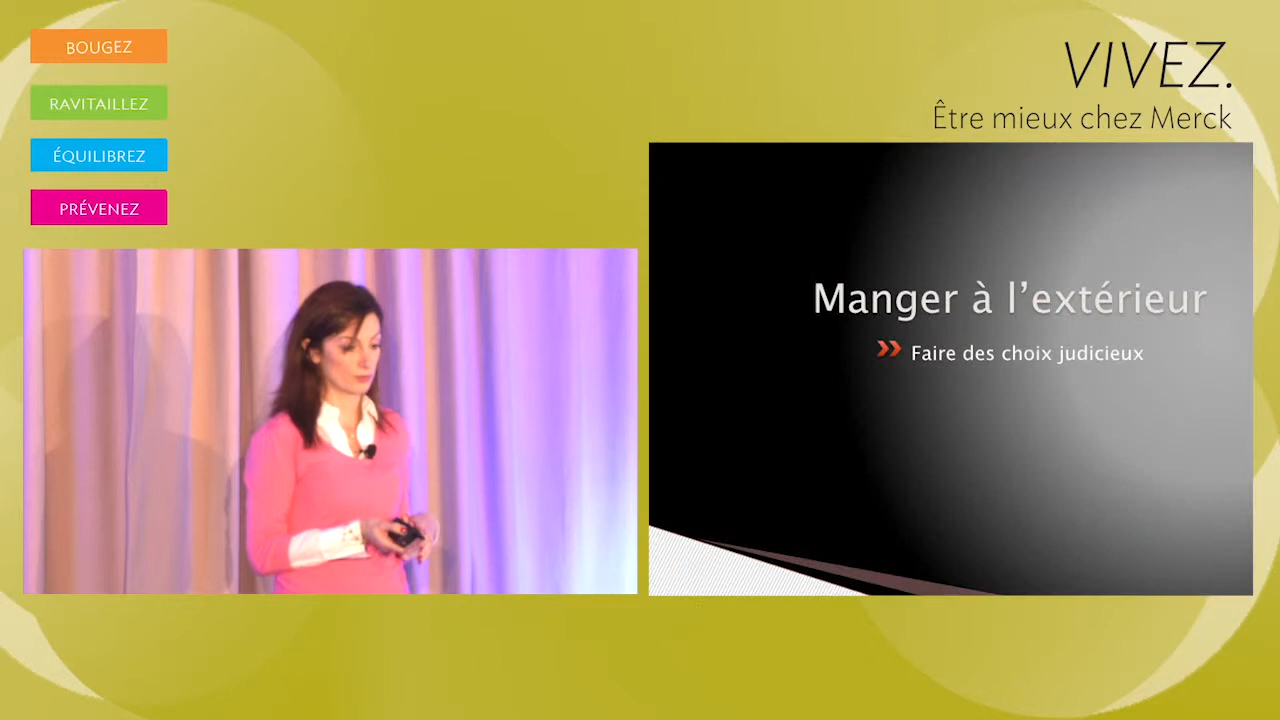 BOUGEZ
RAVITAILLEZ
ÉQUILIBREZ
PRÉVENEZ
VIVEZ.
Être mieux chez Merck
Manger à l’extérieur
Faire des choix judicieux